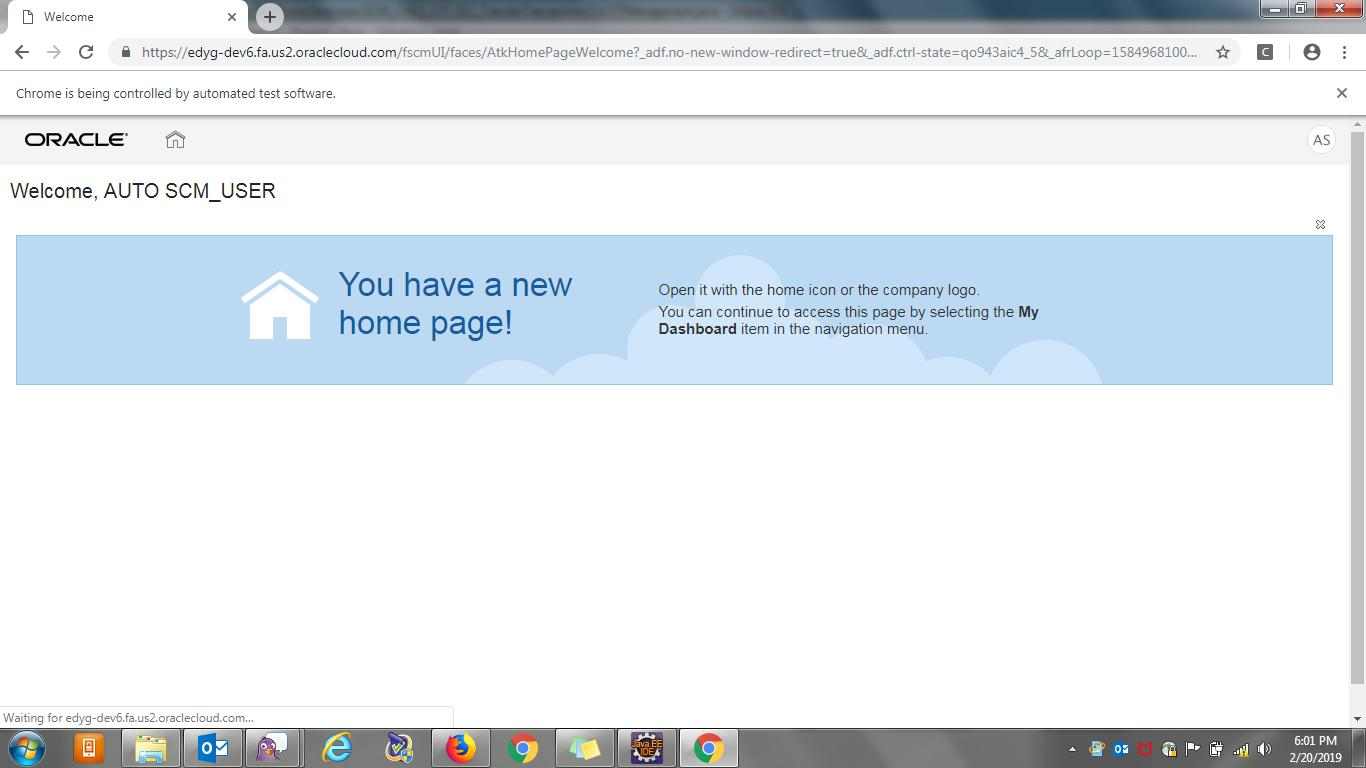 Welcome
https://edyg-dev6.fa.us2.oraclecloud.com/fscmUI/faces/AtkHomePageWelcome?_adf.no-new-window-redirect=true&_adf.ctrl-state=qo943aic4_5&_afrLoop=1584968100...
C
Chrome is being controlled by automated test software.
ORACLE
AS
Welcome, AUTO SCM_USER
You have a new
home page!
Open it with the home icon or the company logo.
You can continue to access this page by selecting the My
Dashboard item in the navigation menu.
Waiting for edyg-dev6.fa.us2.oraclecloud.com...
Java EE
IDE
6:01 PM
2/20/2019